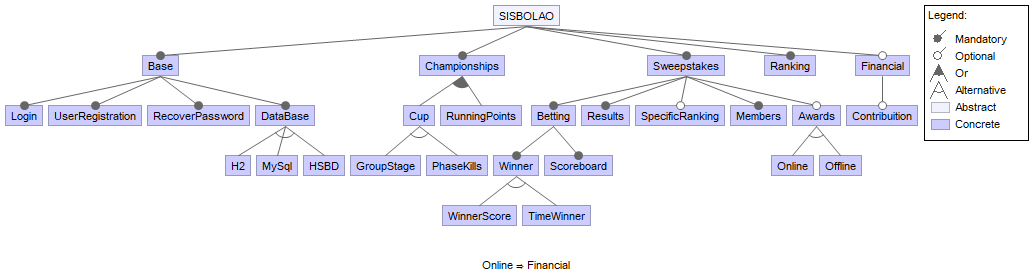 SISBOLAO
Legend:
Mandatory
Optional
Or
Alternative
Abstract
Concrete
Base
Championships
Sweepstakes
Ranking
Financial
Login
UserRegistration
RecoverPassword
DataBase
Cup
RunningPoints
Betting
Results
SpecificRanking
Members
Awards
Contribuition
H2
MySql
HSBD
GroupStage
PhaseKills
Winner
Scoreboard
Online
Offline
WinnerScore
TimeWinner
Online ⇒ Financial